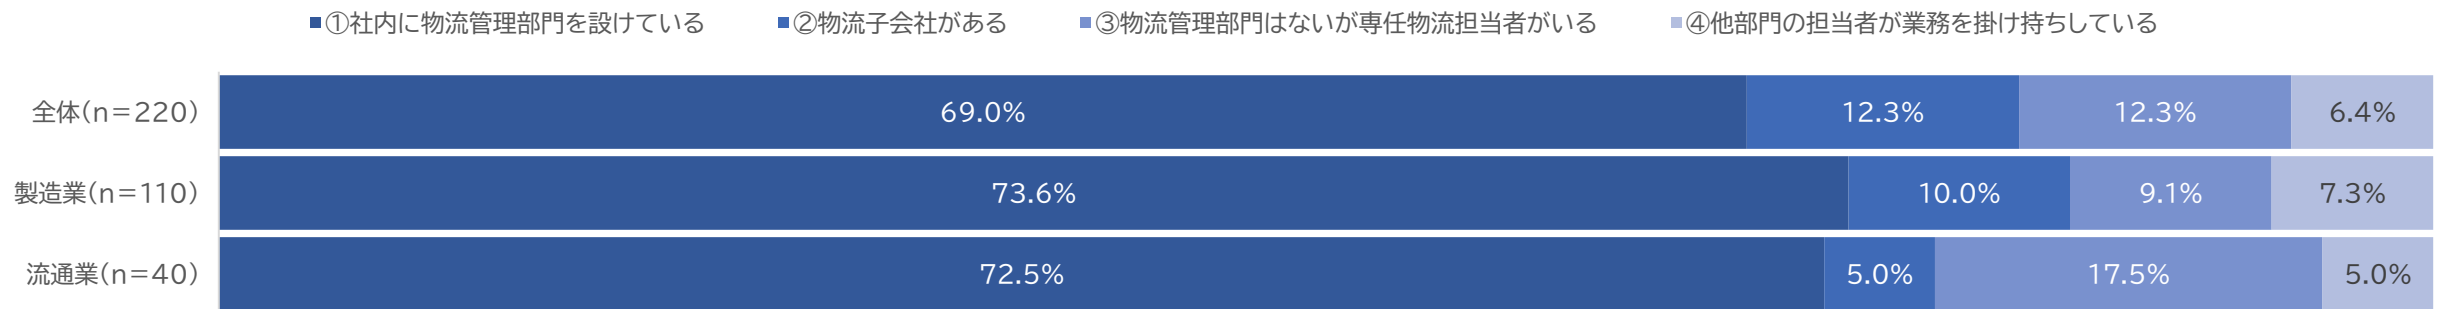 ①社内に物流管理部門を設けている ②物流子会社がある ③物流管理部門はないが専任物流担当者がいる ④他部門の担当者が業務を掛け持ちしている
全体(n=220) 69.0% 12.3% 12.3% 6.4%
製造業(n=110) 73.6% 10.0% 9.1% 7.3%
流通業(n=40) 72.5% 5.0% 17.5% 5.0%